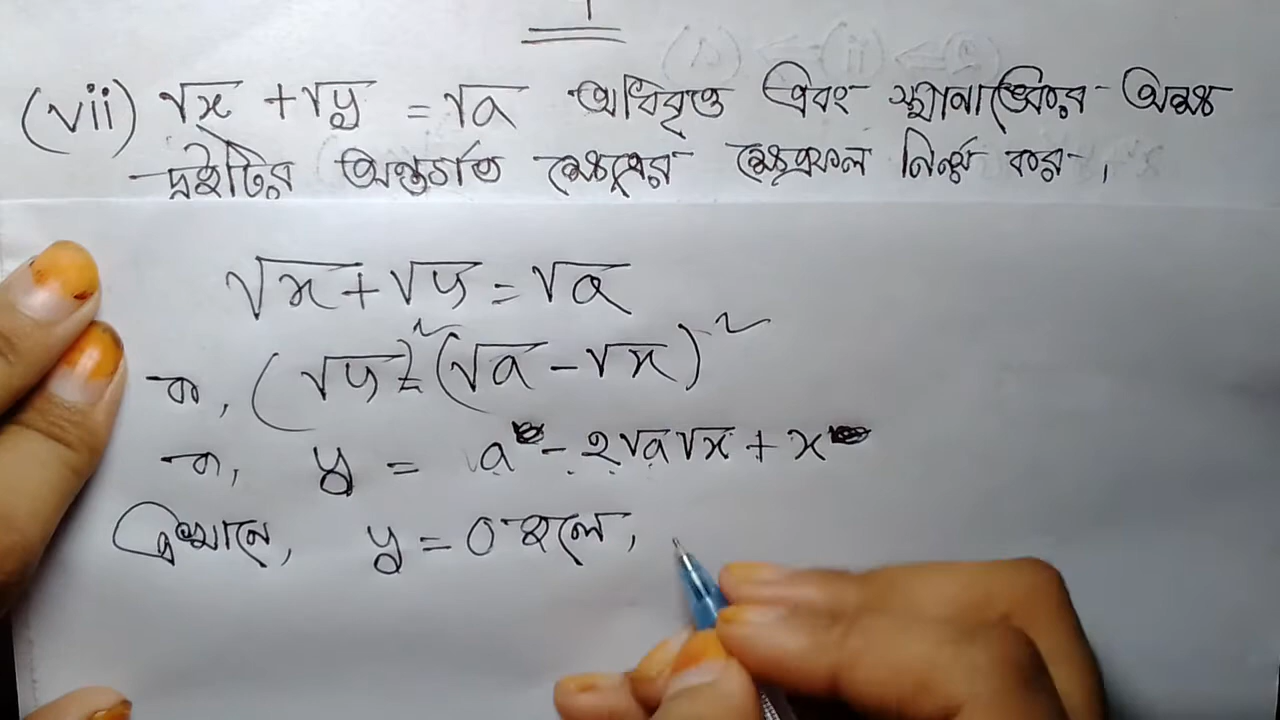 (vii) √x + √y = √a অধিবৃত্ত এবং স্থানাঙ্কের অক্ষ
দুইটির অন্তর্গত ক্ষেত্রের ক্ষেত্রফল নির্ণয় কর।
√x + √y = √a
বা, (√y)² = (√a - √x)²
বা, y = a - 2√a√x + x
এখানে, y = 0 হলে,